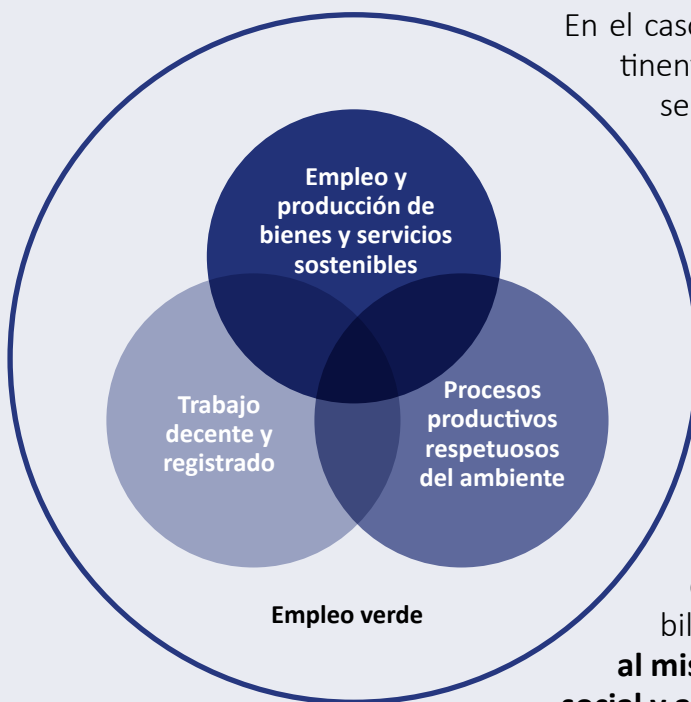 En el caso
tinent
se
Empleo y
producción de
bienes y servicios
sostenibles
Trabajo
decente y
registrado
Procesos
productivos
respetuosos
del ambiente
Empleo verde
bil
al mis
social y a